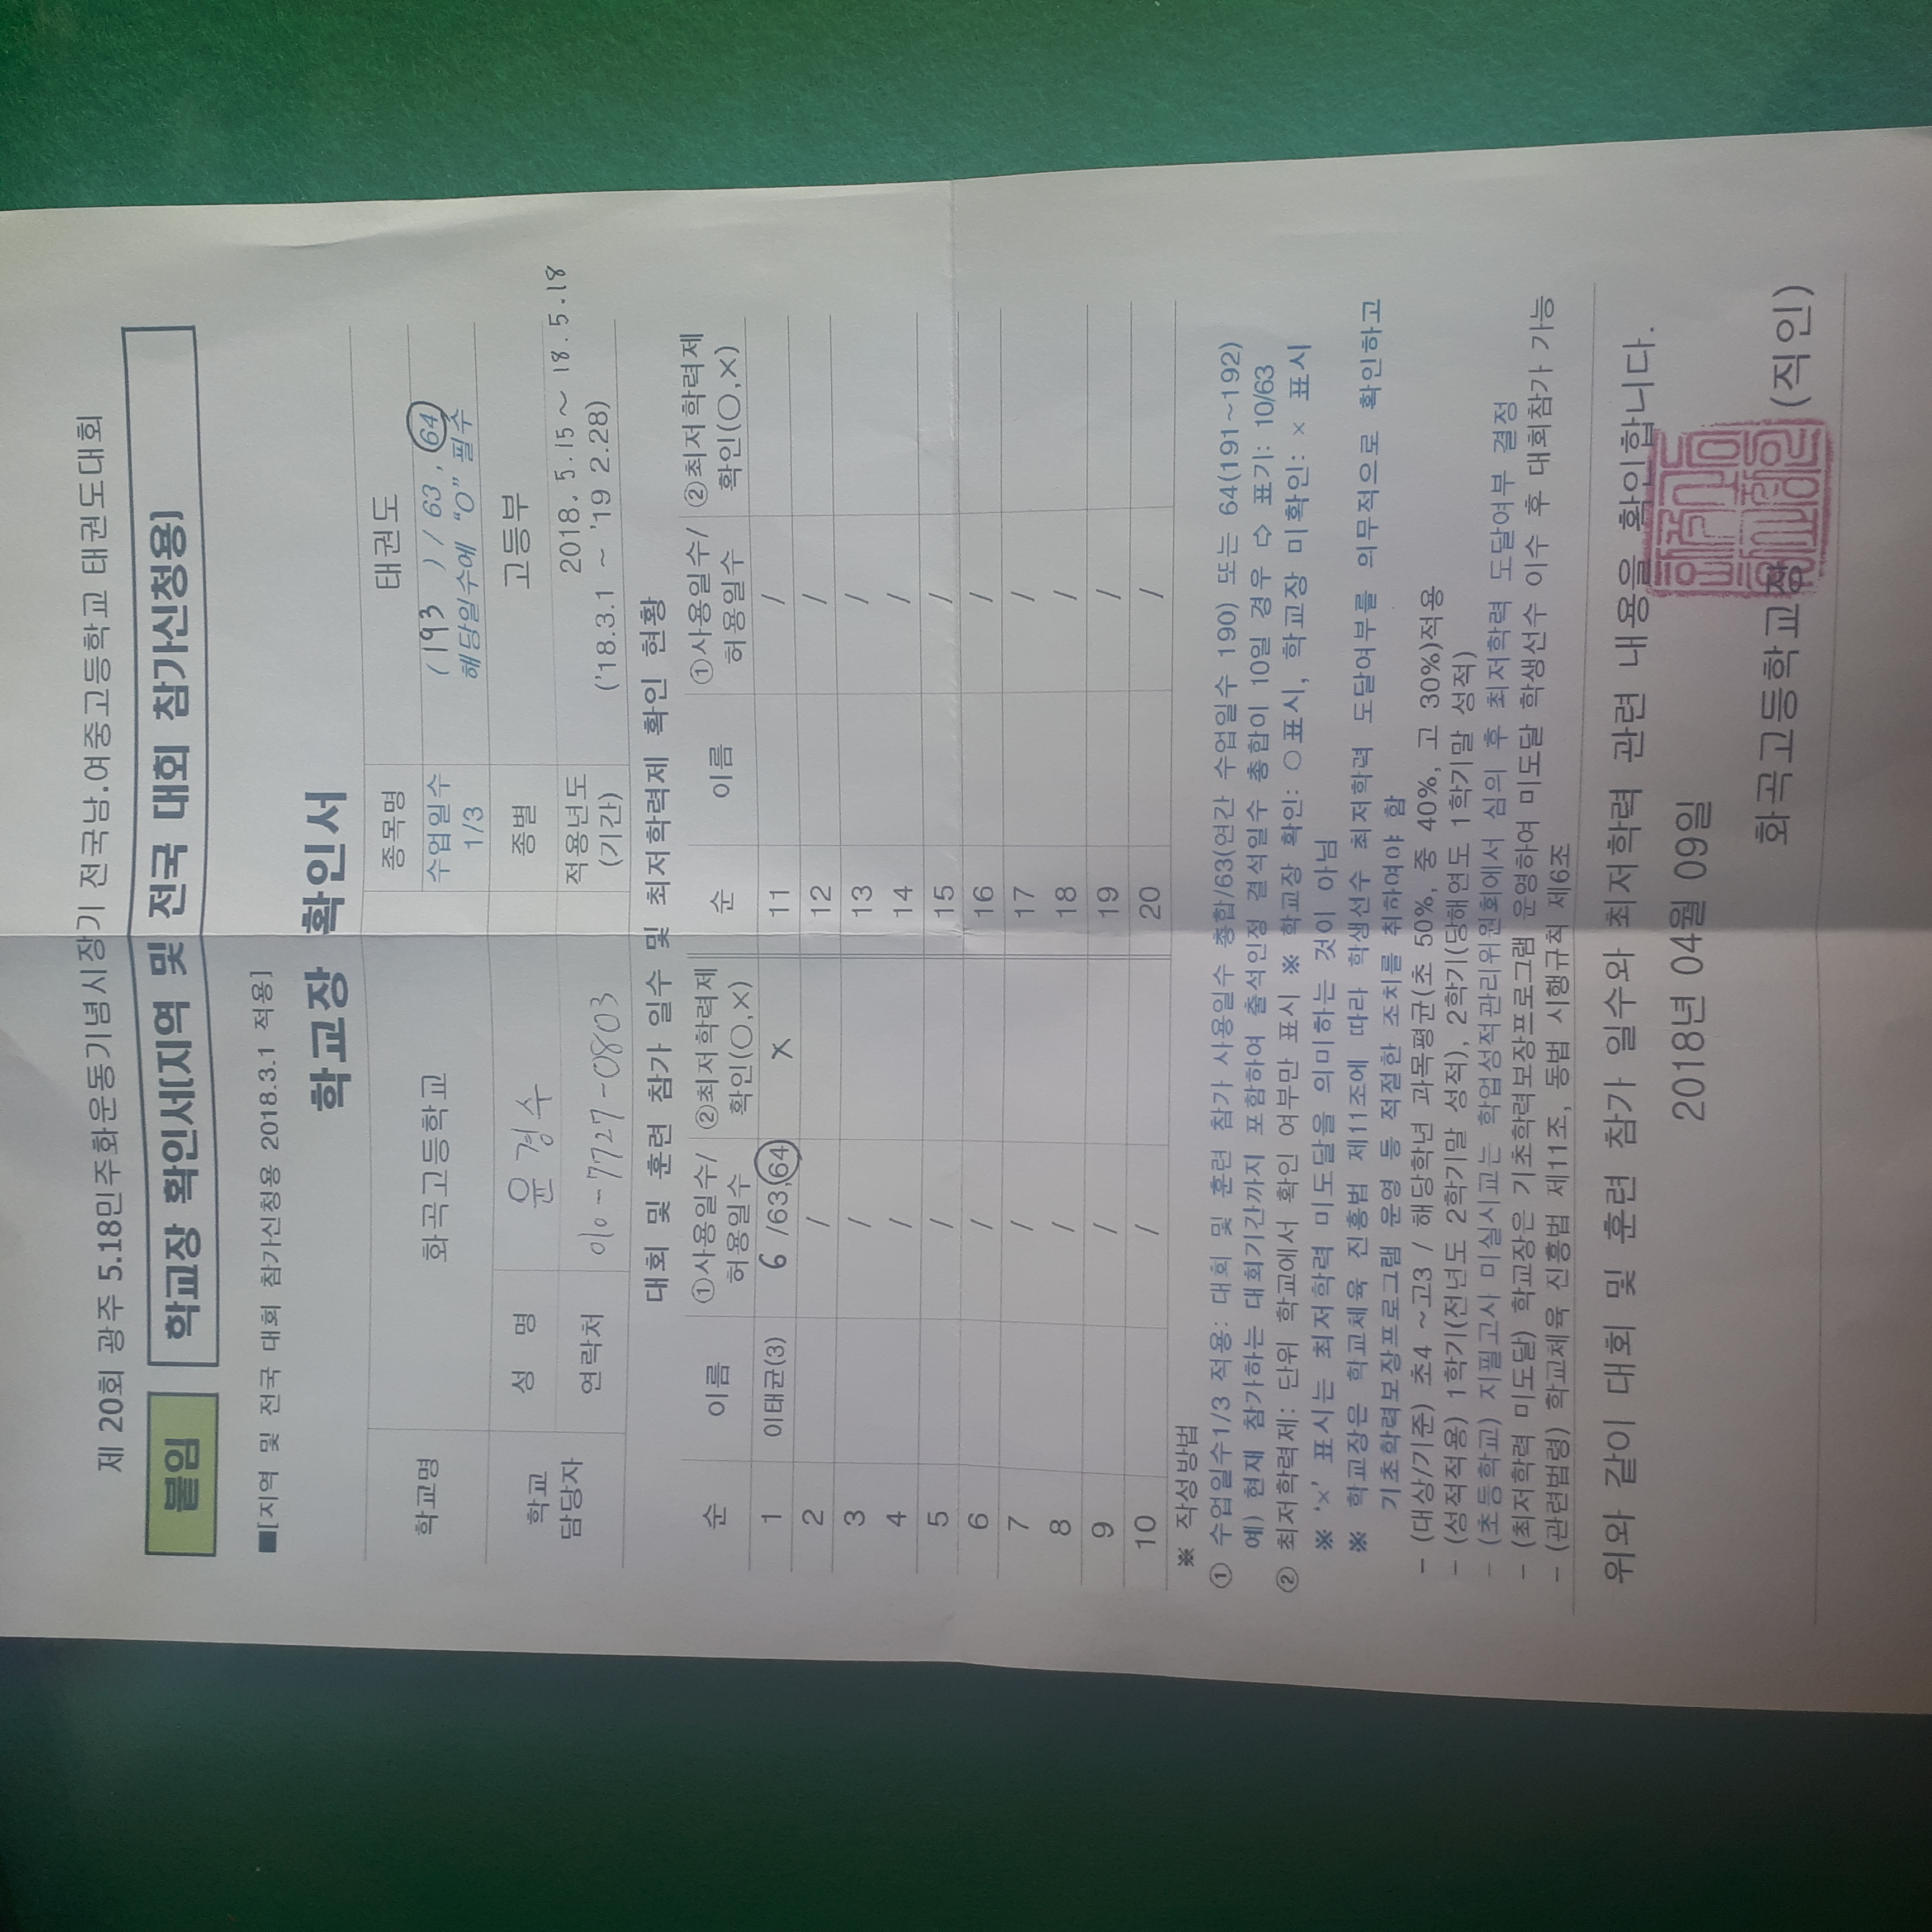 제 20회 광주 5.18민주화운동기념시장기 전국남.여중고등학교 태권도대회
붙임 학교장 확인서[지역 및 전국 대회 참가신청용]
■[지역 및 전국 대회 참가신청용 2018.3.1 적용]
학교장 확인서
학교명 화곡고등학교 종목명 태권도
수업일수 1/3 (193 ) / 63, 64
해당일수에 "O" 필수
학교 담당자 성 명 윤경수 종별 고등부
연락처 010-7727-0803 적용년도 (기간) 2018. 5.15 ~ 18.5.18
('18.3.1 ~ '19 2.28)
대회 및 훈련 참가 일수 및 최저학력제 확인 현황
순 이름 ①사용일수/허용일수 ②최저학력제 확인(○,×) 순 이름 ①사용일수/허용일수 ②최저학력제 확인(○,×)
1 이태균(3) 6 /63,64 × 11 /
2 / 12 /
3 / 13 /
4 / 14 /
5 / 15 /
6 / 16 /
7 / 17 /
8 / 18 /
9 / 19 /
10 / 20 /
※ 작성방법
① 수업일수1/3 적용: 대회 및 훈련 참가 사용일수 총합/63(연간 수업일수 190) 또는 64(191~192)
예) 현재 참가하는 대회기간까지 포함하여 출석인정 결석일수 총합이 10일 경우 ⇨ 표기: 10/63
② 최저학력제: 단위 학교에서 확인 여부만 표시 ※ 학교장 확인: ○표시, 학교장 미확인: × 표시
※ '×' 표시는 최저학력 미도달을 의미하는 것이 아님
※ 학교장은 학교체육 진흥법 제11조에 따라 학생선수 최저학력 도달여부를 의무적으로 확인하고
기초학력보장프로그램 운영 등 적절한 조치를 취하여야 함
- (대상/기준) 초4 ~고3 / 해당학년 과목평균(초 50%, 중 40%, 고 30%)적용
- (성적적용) 1학기(전년도 2학기말 성적), 2학기(당해연도 1학기말 성적)
- (초등학교) 지필고사 미실시교는 학업성적관리위원회에서 심의 후 최저학력 도달여부 결정
- (최저학력 미도달) 학교장은 기초학력보장프로그램 운영하여 미도달 학생선수 이수 후 대회참가 가능
- (관련법령) 학교체육 진흥법 제11조, 동법 시행규칙 제6조
위와 같이 대회 및 훈련 참가 일수와 최저학력 관련 내용을 확인합니다.
2018년 04월 09일
화곡고등학교장 (직인)